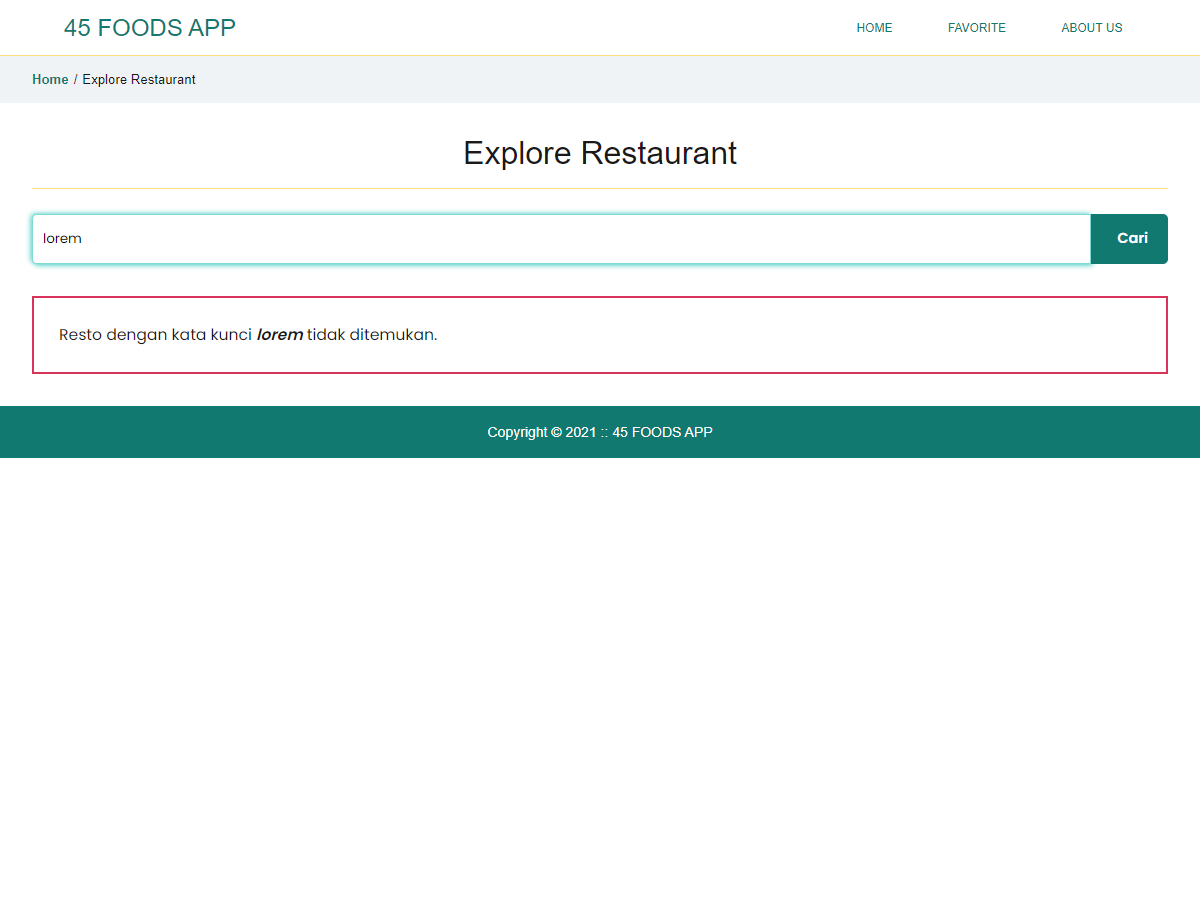 45 FOODS APP
HOME FAVORITE ABOUT US
Home / Explore Restaurant
Explore Restaurant
lorem
Cari
Resto dengan kata kunci lorem tidak ditemukan.
Copyright © 2021 :: 45 FOODS APP